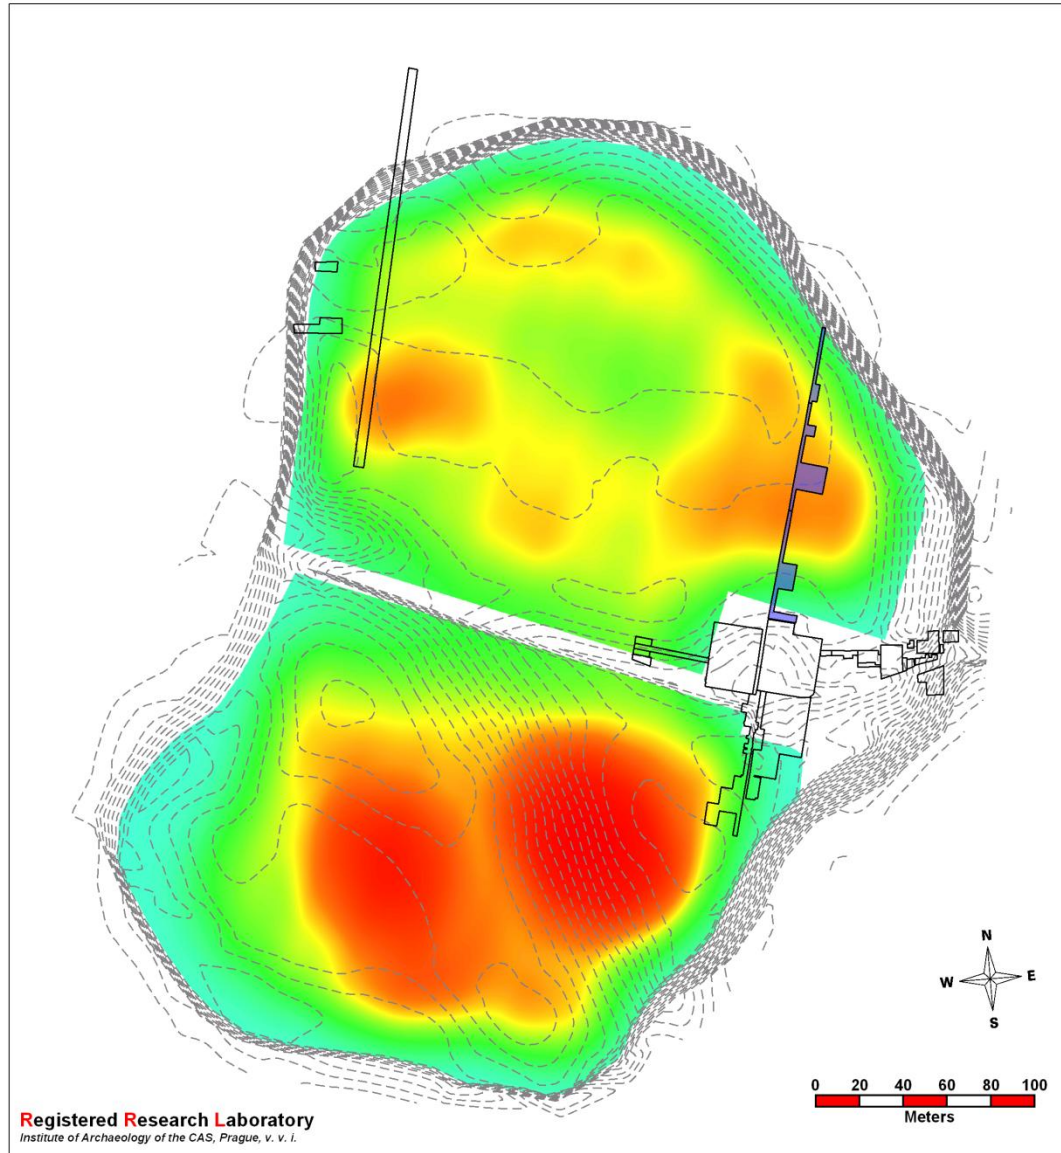 N
W E
S
0 20 40 60 80 100
Meters
Registered Research Laboratory
Institute of Archaeology of the CAS, Prague, v. v. i.